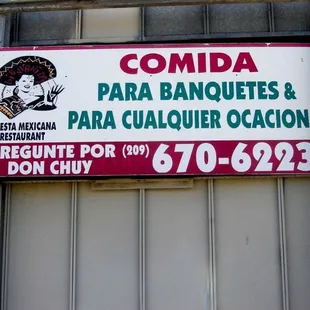 COMIDA
PARA BANQUETES &
PARA CUALQUIER OCACION
ESTA MEXICANA
RESTAURANT
REGUNTE POR (209) 670-6223
DON CHUY